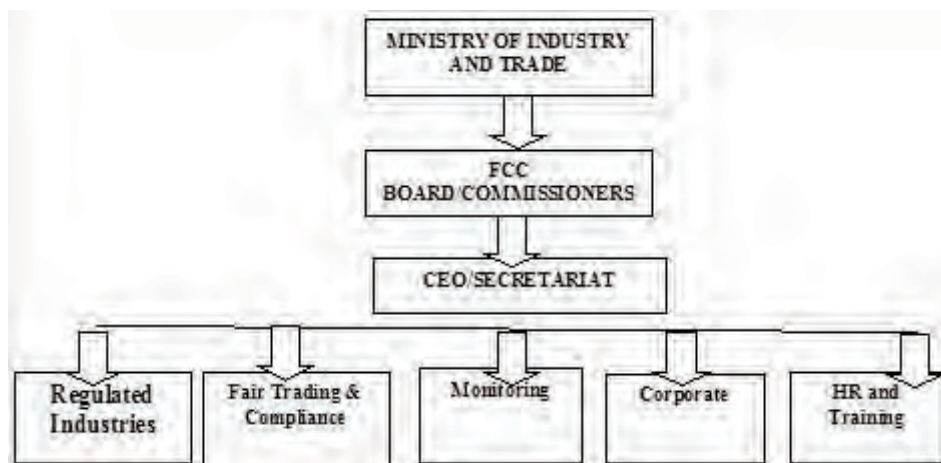 MINISTRY OF INDUSTRY
AND TRADE
FCC
BOARD/COMMISSIONERS
CEO/SECRETARIAT
Regulated
Industries
Fair Trading &
Compliance
Monitoring
Corporate
HR and
Training